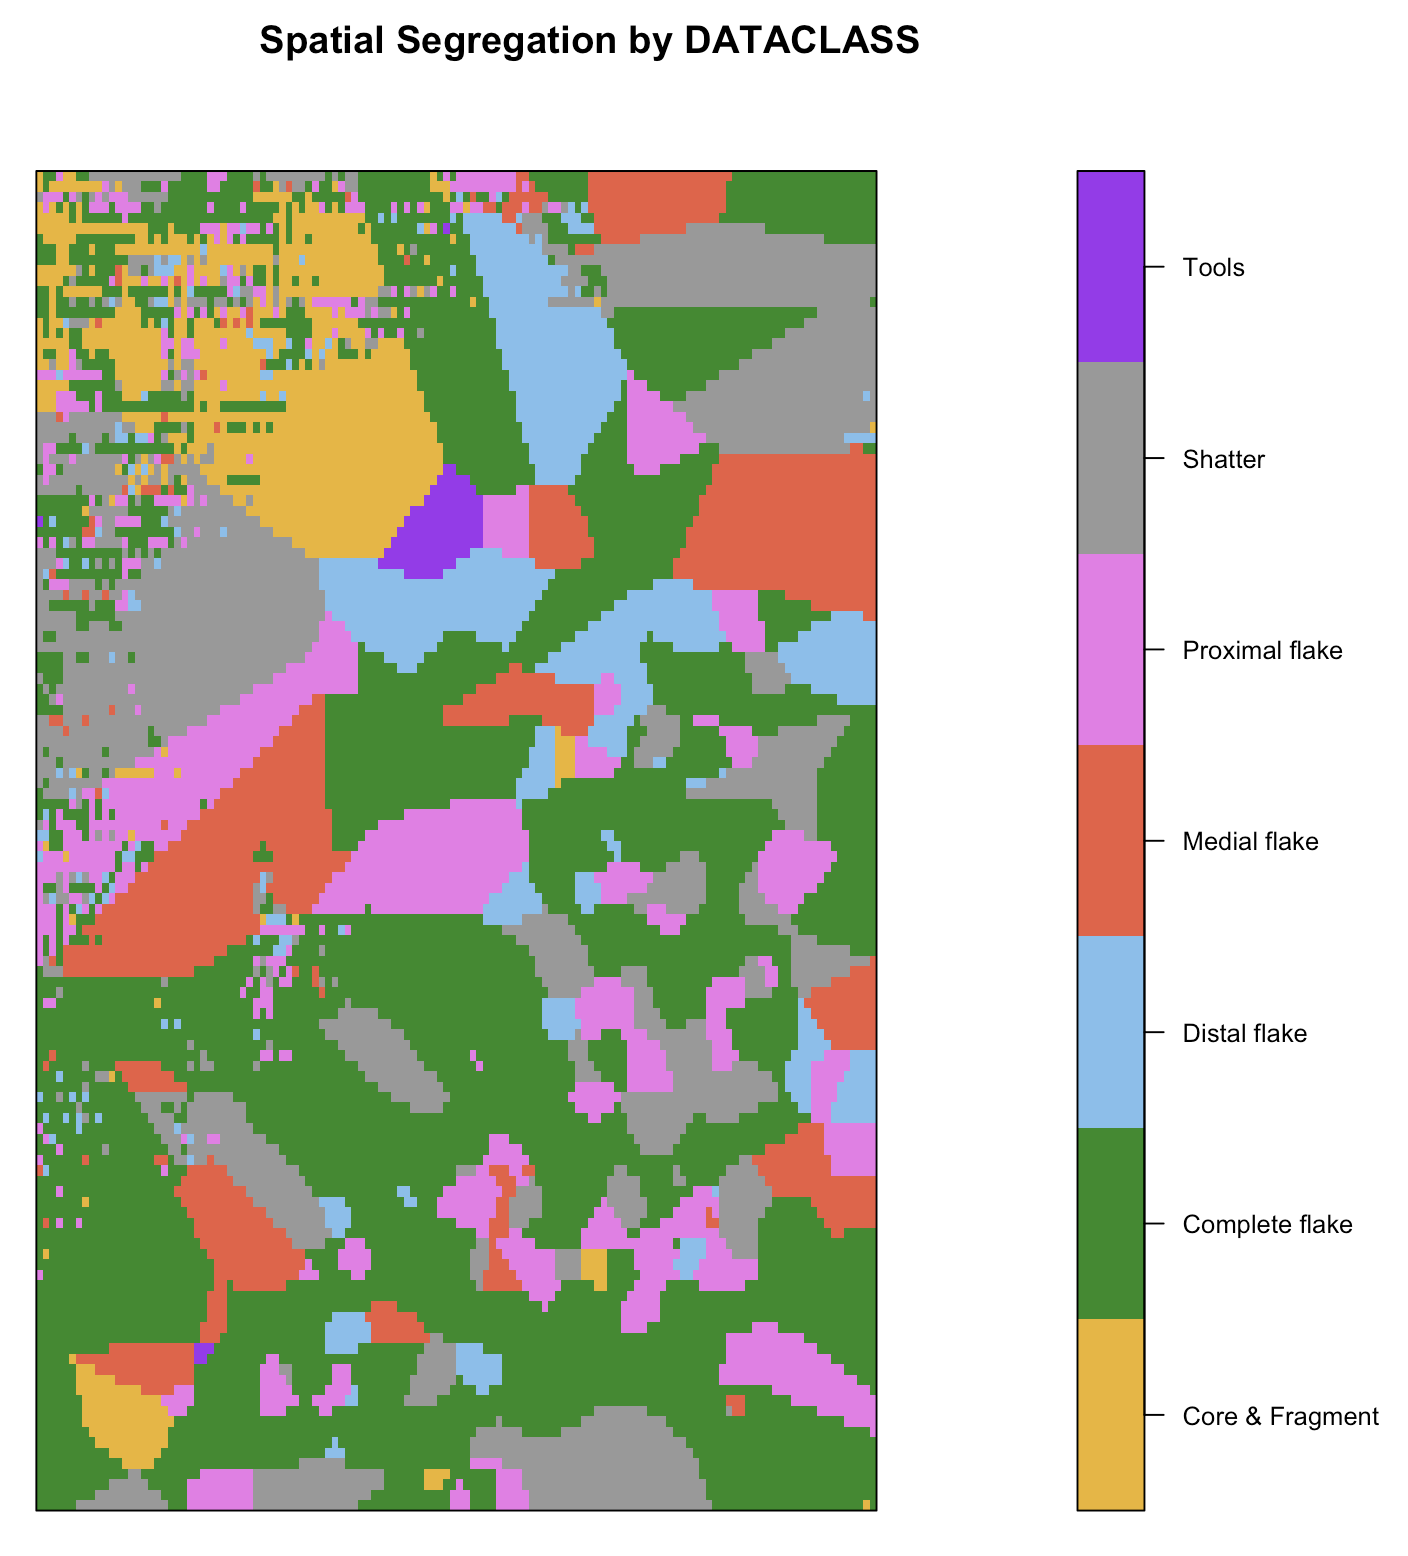 Spatial Segregation by DATACLASS
Tools
Shatter
Proximal flake
Medial flake
Distal flake
Complete flake
Core & Fragment